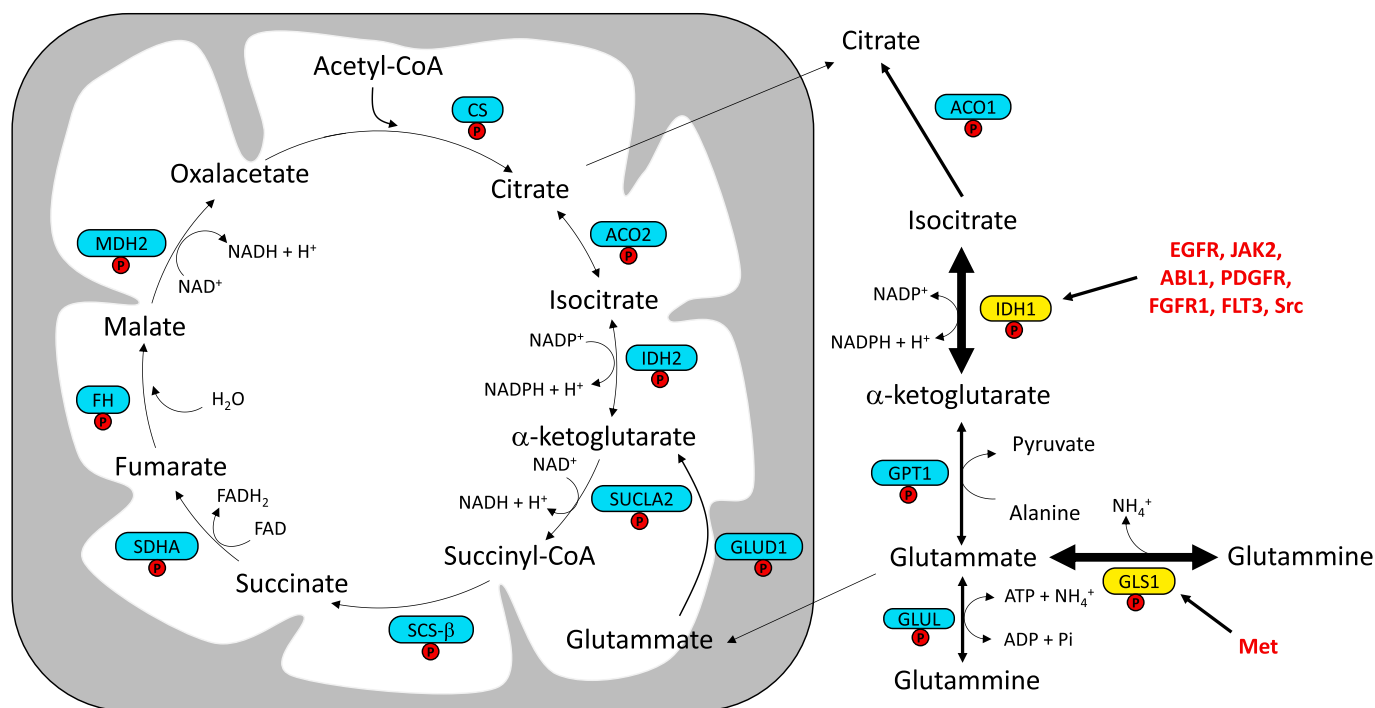 Acetyl-CoA
CS
P
Oxalacetate
Citrate
MDH2
P
NADH + H⁺
NAD⁺
ACO2
P
Malate
Isocitrate
NADP⁺
NADPH + H⁺
IDH2
P
FH
P
H₂O
α-ketoglutarate
Fumarate
NAD⁺
NADH + H⁺
SUCLA2
P
FADH₂
FAD
SDHA
P
Succinyl-CoA
GLUD1
P
Succinate
SCS-β
P
Glutammate
Citrate
ACO1
P
Isocitrate
NADP⁺
NADPH + H⁺
IDH1
P
EGFR, JAK2,
ABL1, PDGFR,
FGFR1, FLT3, Src
α-ketoglutarate
GPT1
P
Pyruvate
Alanine
NH₄⁺
Glutammate
Glutammine
GLS1
P
Met
GLUL
P
ATP + NH₄⁺
ADP + Pi
Glutammine